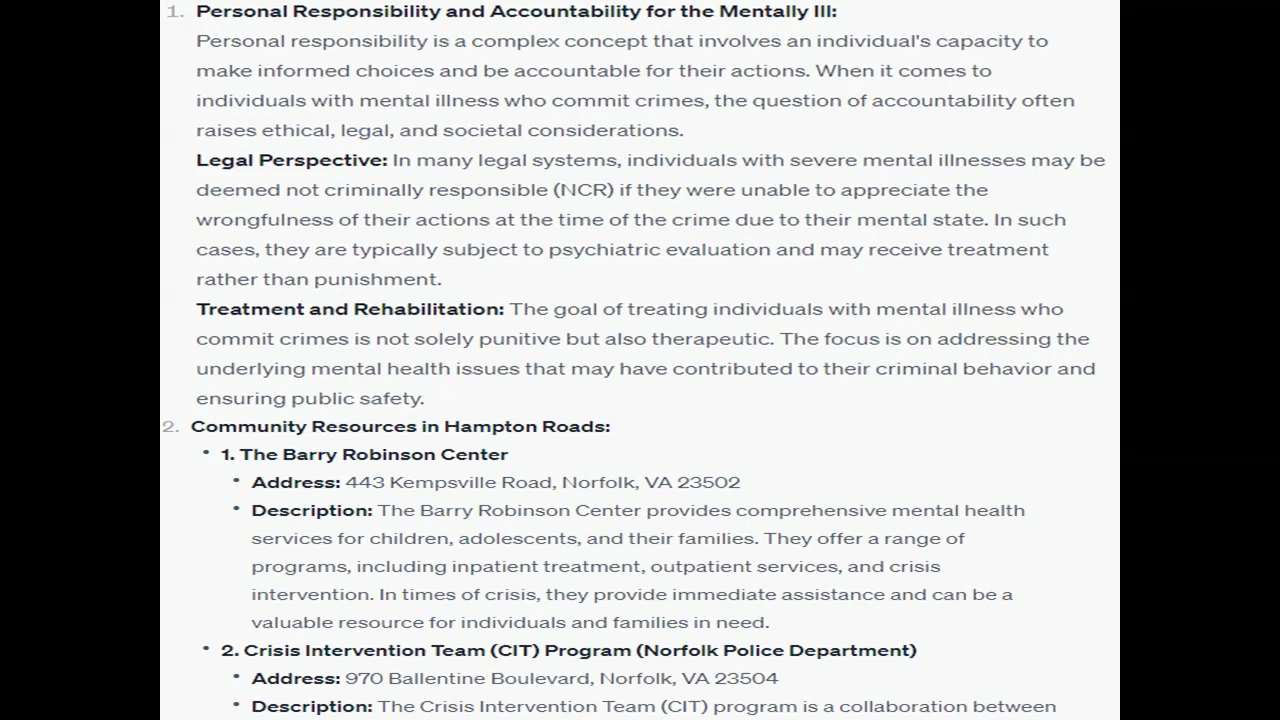 1. Personal Responsibility and Accountability for the Mentally Ill:
Personal responsibility is a complex concept that involves an individual's capacity to
make informed choices and be accountable for their actions. When it comes to
individuals with mental illness who commit crimes, the question of accountability often
raises ethical, legal, and societal considerations.
Legal Perspective: In many legal systems, individuals with severe mental illnesses may be
deemed not criminally responsible (NCR) if they were unable to appreciate the
wrongfulness of their actions at the time of the crime due to their mental state. In such
cases, they are typically subject to psychiatric evaluation and may receive treatment
rather than punishment.
Treatment and Rehabilitation: The goal of treating individuals with mental illness who
commit crimes is not solely punitive but also therapeutic. The focus is on addressing the
underlying mental health issues that may have contributed to their criminal behavior and
ensuring public safety.
2. Community Resources in Hampton Roads:
• 1. The Barry Robinson Center
• Address: 443 Kempsville Road, Norfolk, VA 23502
• Description: The Barry Robinson Center provides comprehensive mental health
services for children, adolescents, and their families. They offer a range of
programs, including inpatient treatment, outpatient services, and crisis
intervention. In times of crisis, they provide immediate assistance and can be a
valuable resource for individuals and families in need.
• 2. Crisis Intervention Team (CIT) Program (Norfolk Police Department)
• Address: 970 Ballentine Boulevard, Norfolk, VA 23504
• Description: The Crisis Intervention Team (CIT) program is a collaboration between